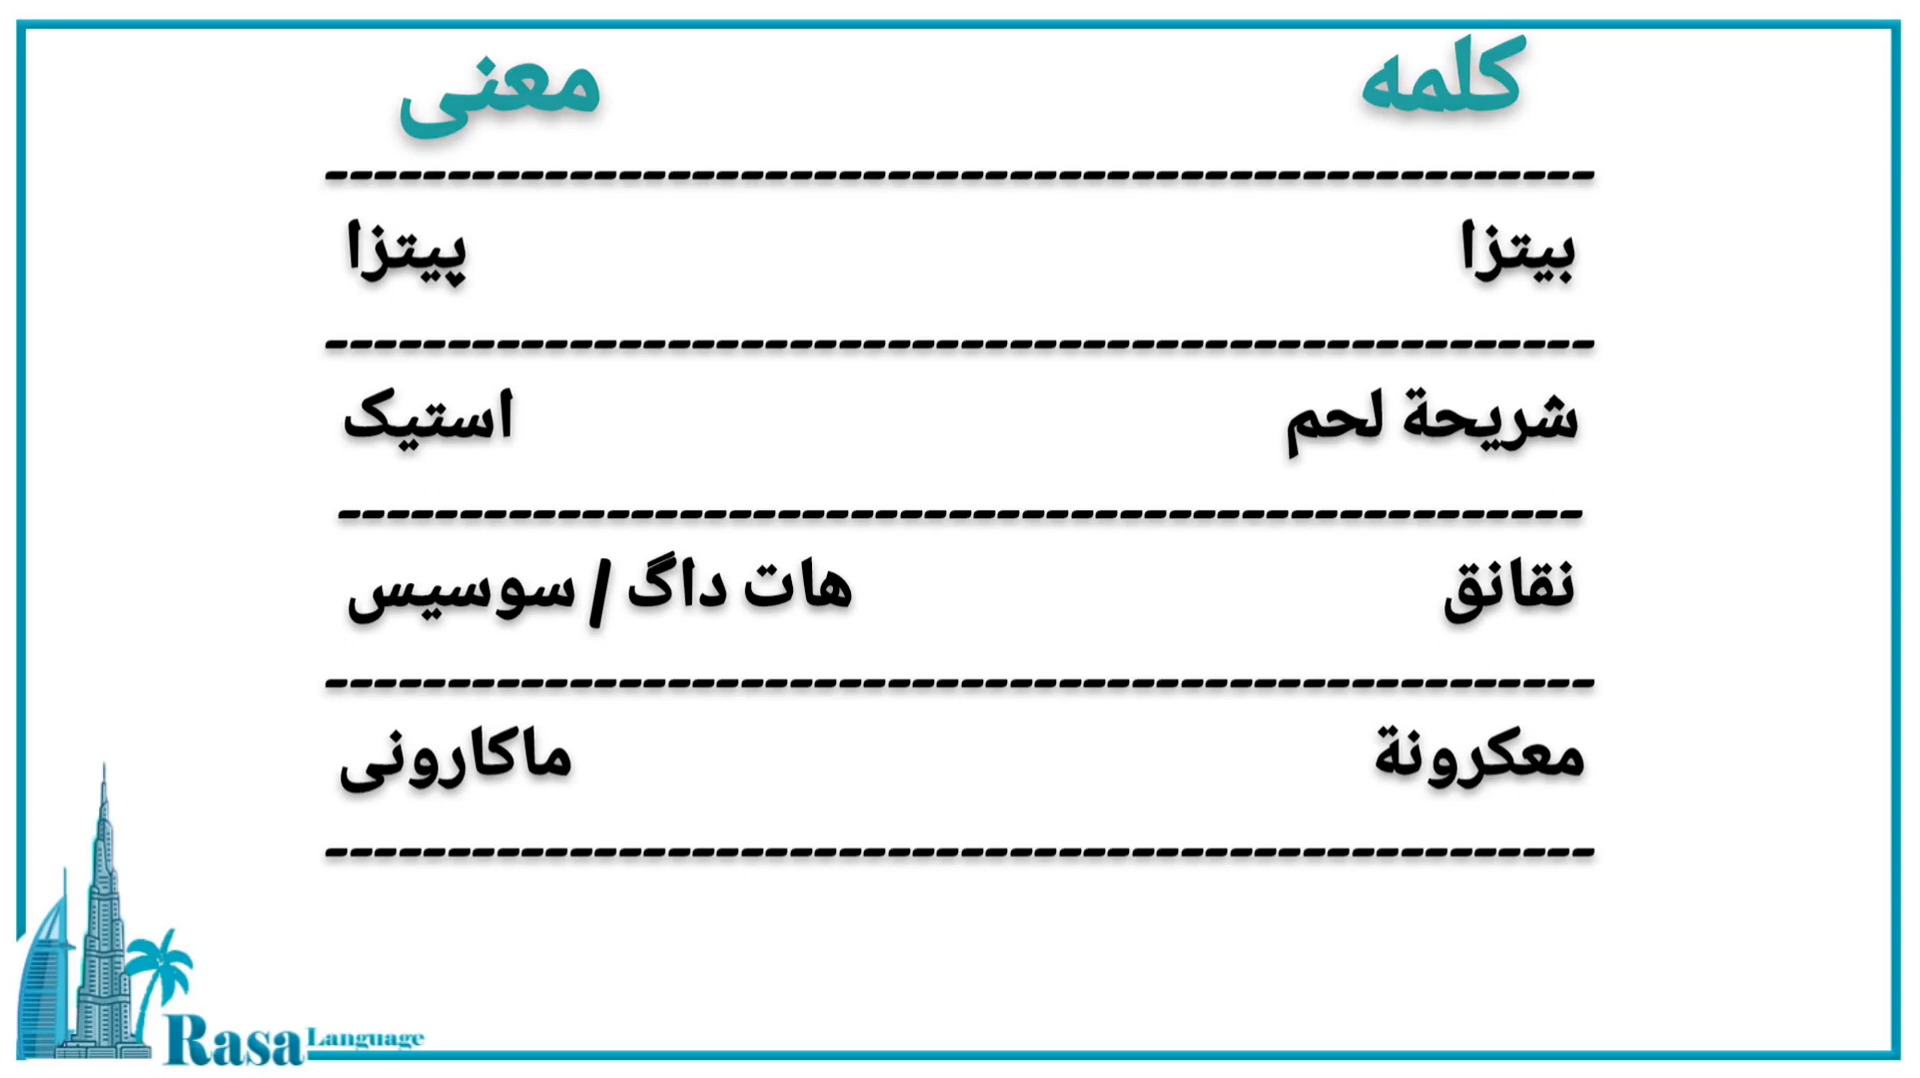 کلمه معنی
بيتزا پیتزا
شريحة لحم استیک
نقانق هات داگ / سوسیس
معكرونة ماکارونی
Rasa Language